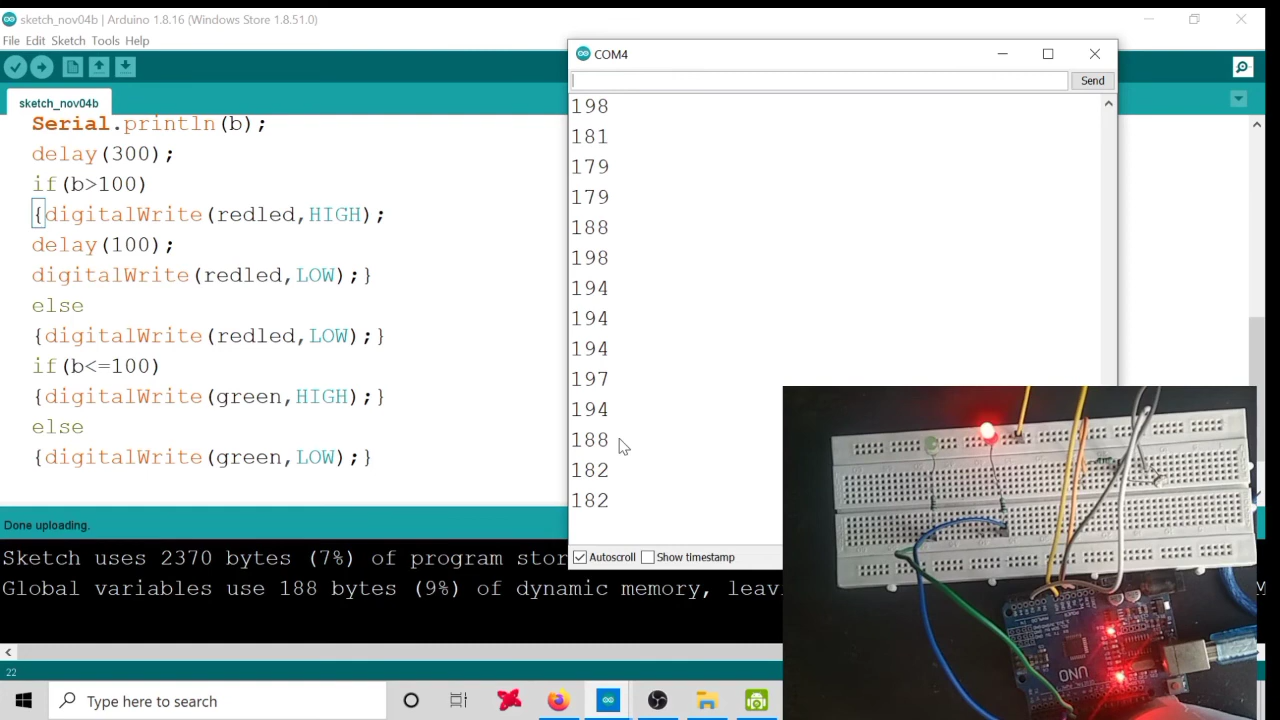 sketch_nov04b | Arduino 1.8.16 (Windows Store 1.8.51.0)
File Edit Sketch Tools Help
sketch_nov04b
Serial.println(b);
delay(300);
if(b>100)
{digitalWrite(redled,HIGH);
delay(100);
digitalWrite(redled,LOW);}
else
{digitalWrite(redled,LOW);}
if(b<=100)
{digitalWrite(green,HIGH);}
else
{digitalWrite(green,LOW);}
Done uploading.
Sketch uses 2370 bytes (7%) of program stor
Global variables use 188 bytes (9%) of dynamic memory, leav
22
Type here to search
COM4
Send
198
181
179
179
188
198
194
194
194
197
194
188
182
182
Autoscroll Show timestamp
UNO